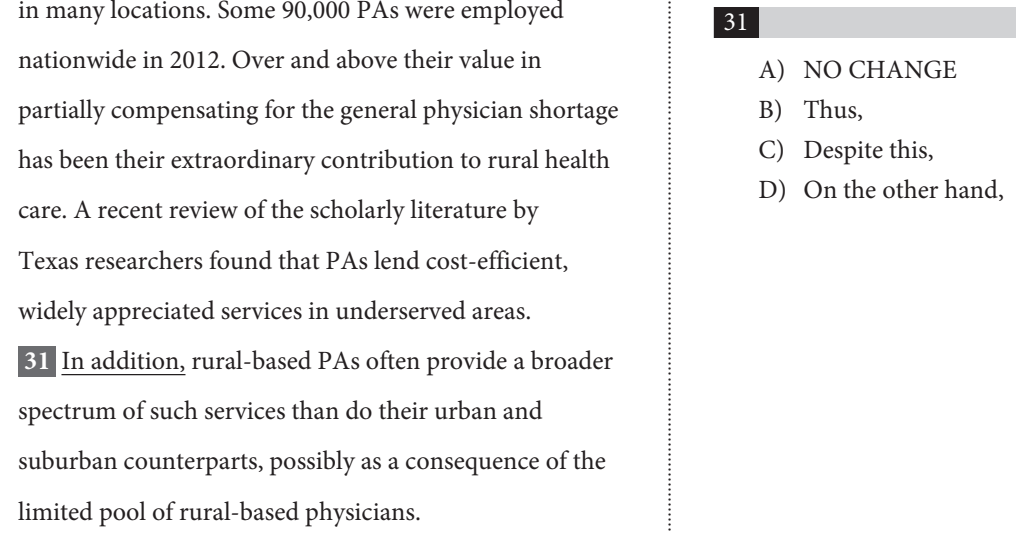 in many locations. Some 90,000 PAs were employed
nationwide in 2012. Over and above their value in
partially compensating for the general physician shortage
has been their extraordinary contribution to rural health
care. A recent review of the scholarly literature by
Texas researchers found that PAs lend cost-efficient,
widely appreciated services in underserved areas.
31 In addition, rural-based PAs often provide a broader
spectrum of such services than do their urban and
suburban counterparts, possibly as a consequence of the
limited pool of rural-based physicians.
31
A) NO CHANGE
B) Thus,
C) Despite this,
D) On the other hand,